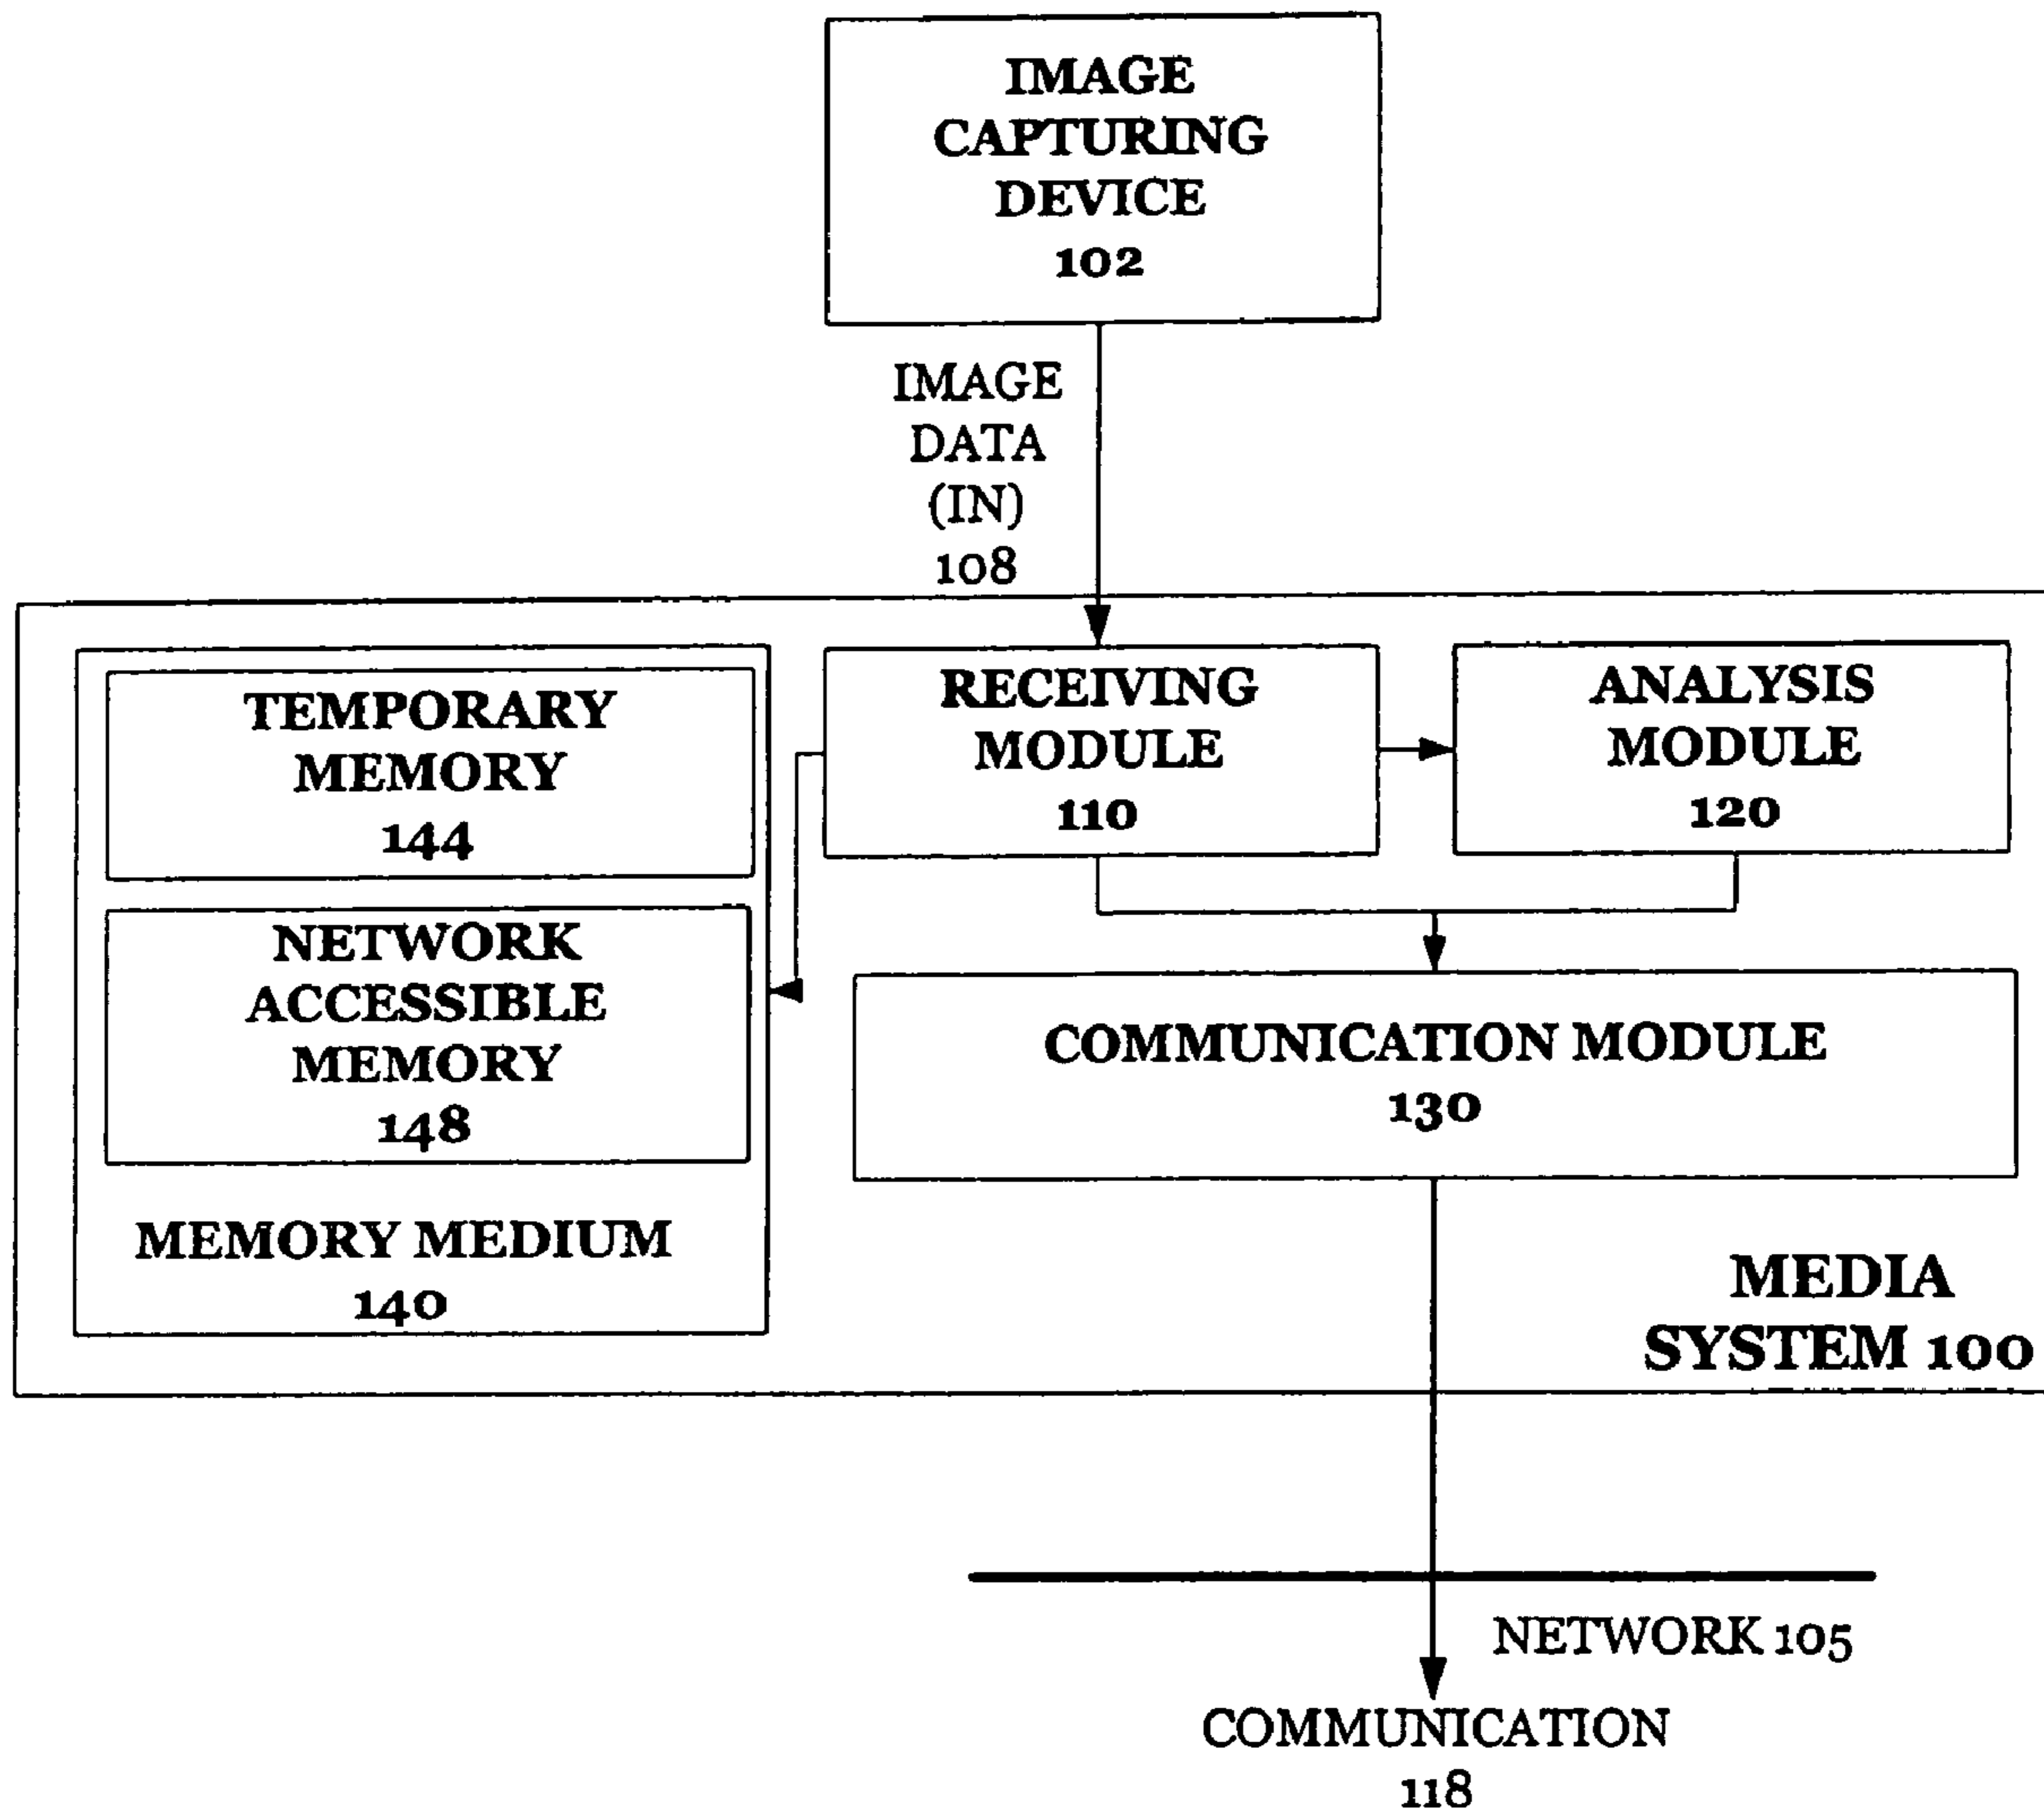 IMAGE
CAPTURING
DEVICE
102
IMAGE
DATA
(IN)
108
TEMPORARY
MEMORY
144
NETWORK
ACCESSIBLE
MEMORY
148
MEMORY MEDIUM
140
RECEIVING
MODULE
110
ANALYSIS
MODULE
120
COMMUNICATION MODULE
130
MEDIA
SYSTEM 100
NETWORK 105
COMMUNICATION
118